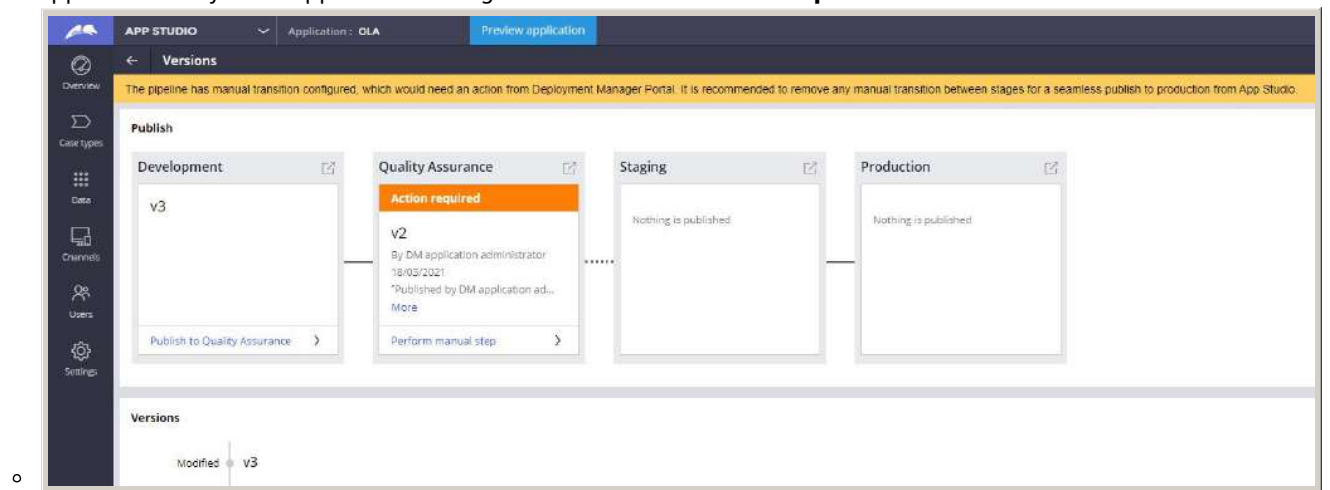 APP STUDIO Application : OLA Preview application
Overview ← Versions
The pipeline has manual transition configured, which would need an action from Deployment Manager Portal. It is recommended to remove any manual transition between stages for a seamless publish to production from App Studio.
Case types
Data
Channels
Users
Settings
Publish
Development
v3
Publish to Quality Assurance
Quality Assurance
Action required
v2
By DM application administrator
18/03/2021
"Published by DM application ad...
More
Perform manual step
Staging
Nothing is published
Production
Nothing is published
Versions
Modified v3